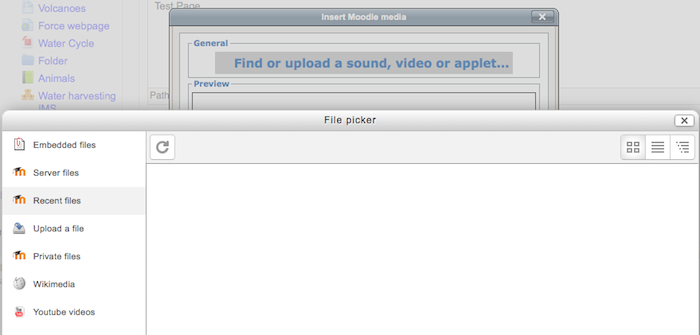 Test Page
Insert Moodle media
Volcanoes
Force webpage
Water Cycle
Folder
Animals
Water harvesting
IMS
General
Find or upload a sound, video or applet...
Preview
Path
File picker
Embedded files
Server files
Recent files
Upload a file
Private files
Wikimedia
Youtube videos